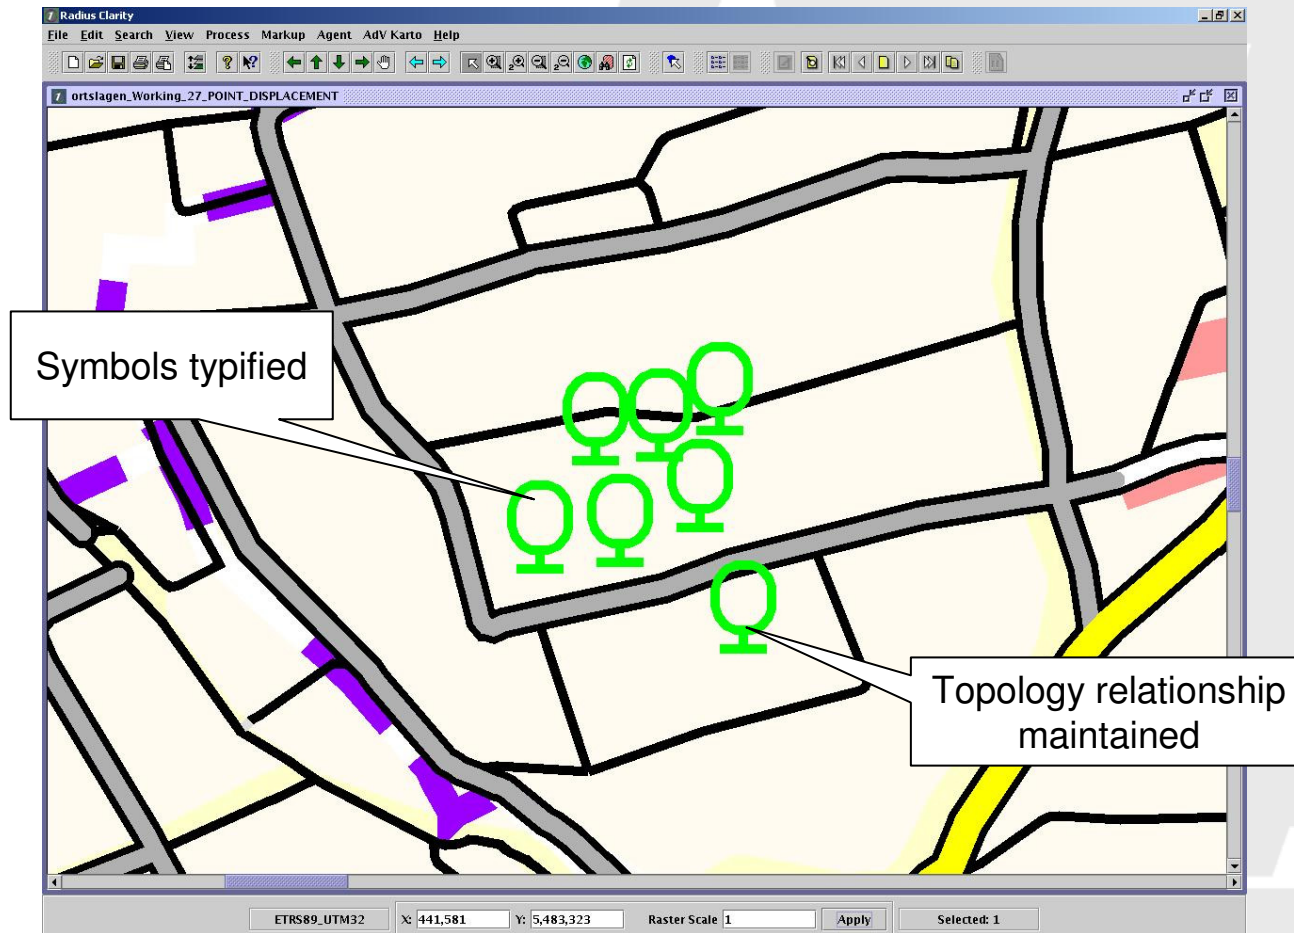 Radius Clarity
File Edit Search View Process Markup Agent AdV Karto Help
ortslagen_Working_27_POINT_DISPLACEMENT
Symbols typified
Topology relationship
maintained
ETRS89_UTM32 X: 441,581 Y: 5,483,323 Raster Scale 1 Apply Selected: 1